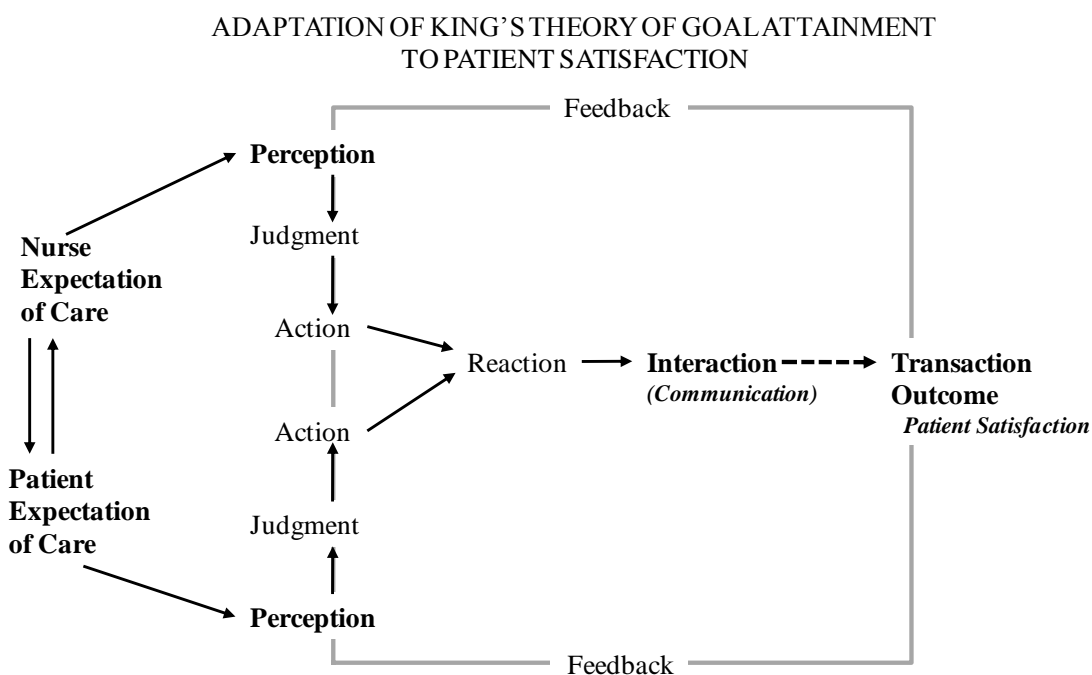 ADAPTATION OF KING'S THEORY OF GOAL ATTAINMENT
TO PATIENT SATISFACTION
Feedback
Perception
Judgment
Nurse
Expectation
of Care
Action
Reaction
Interaction
(Communication)
Transaction
Outcome
Patient Satisfaction
Action
Patient
Expectation
of Care
Judgment
Perception
Feedback